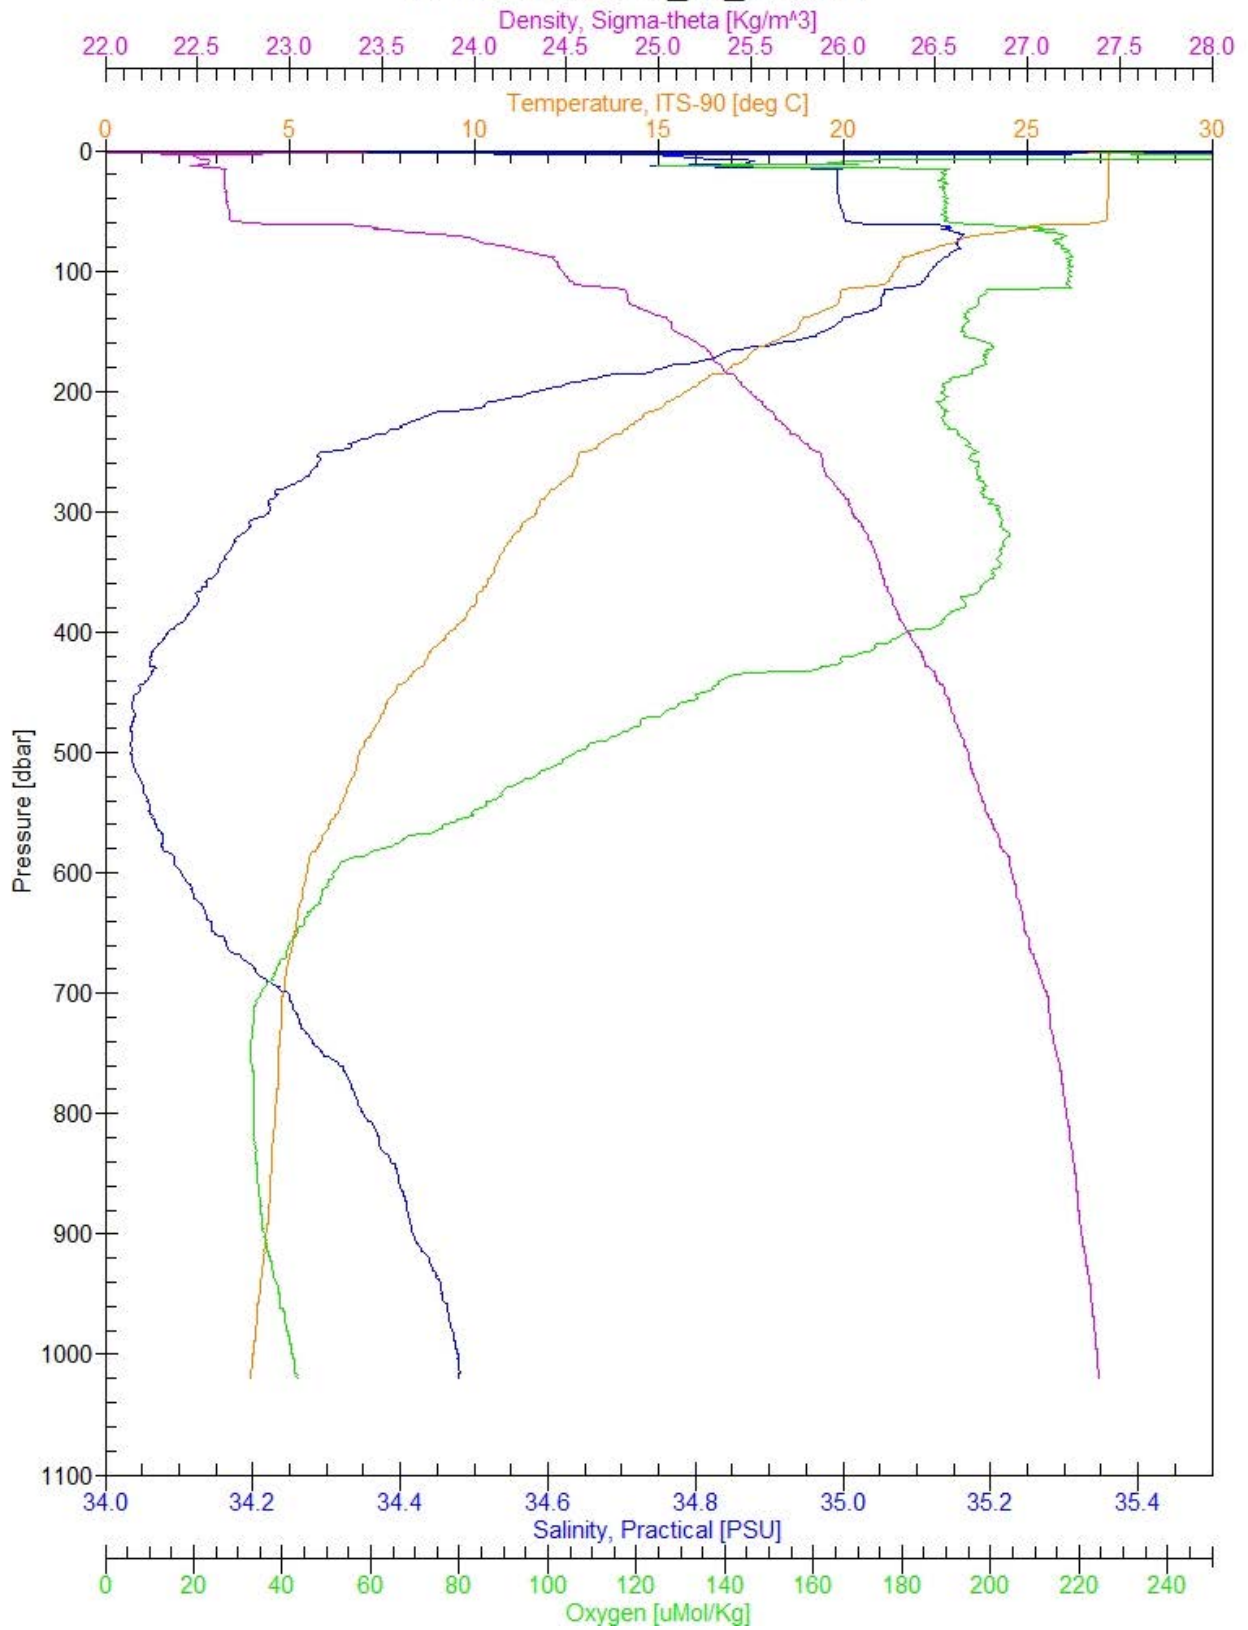 Density, Sigma-theta [Kg/m^3]
22.0 22.5 23.0 23.5 24.0 24.5 25.0 25.5 26.0 26.5 27.0 27.5 28.0
Temperature, ITS-90 [deg C]
0 5 10 15 20 25 30
0
100
200
300
400
500
600
700
800
900
1000
1100
Pressure [dbar]
34.0 34.2 34.4 34.6 34.8 35.0 35.2 35.4
Salinity, Practical [PSU]
0 20 40 60 80 100 120 140 160 180 200 220 240
Oxygen [uMol/Kg]